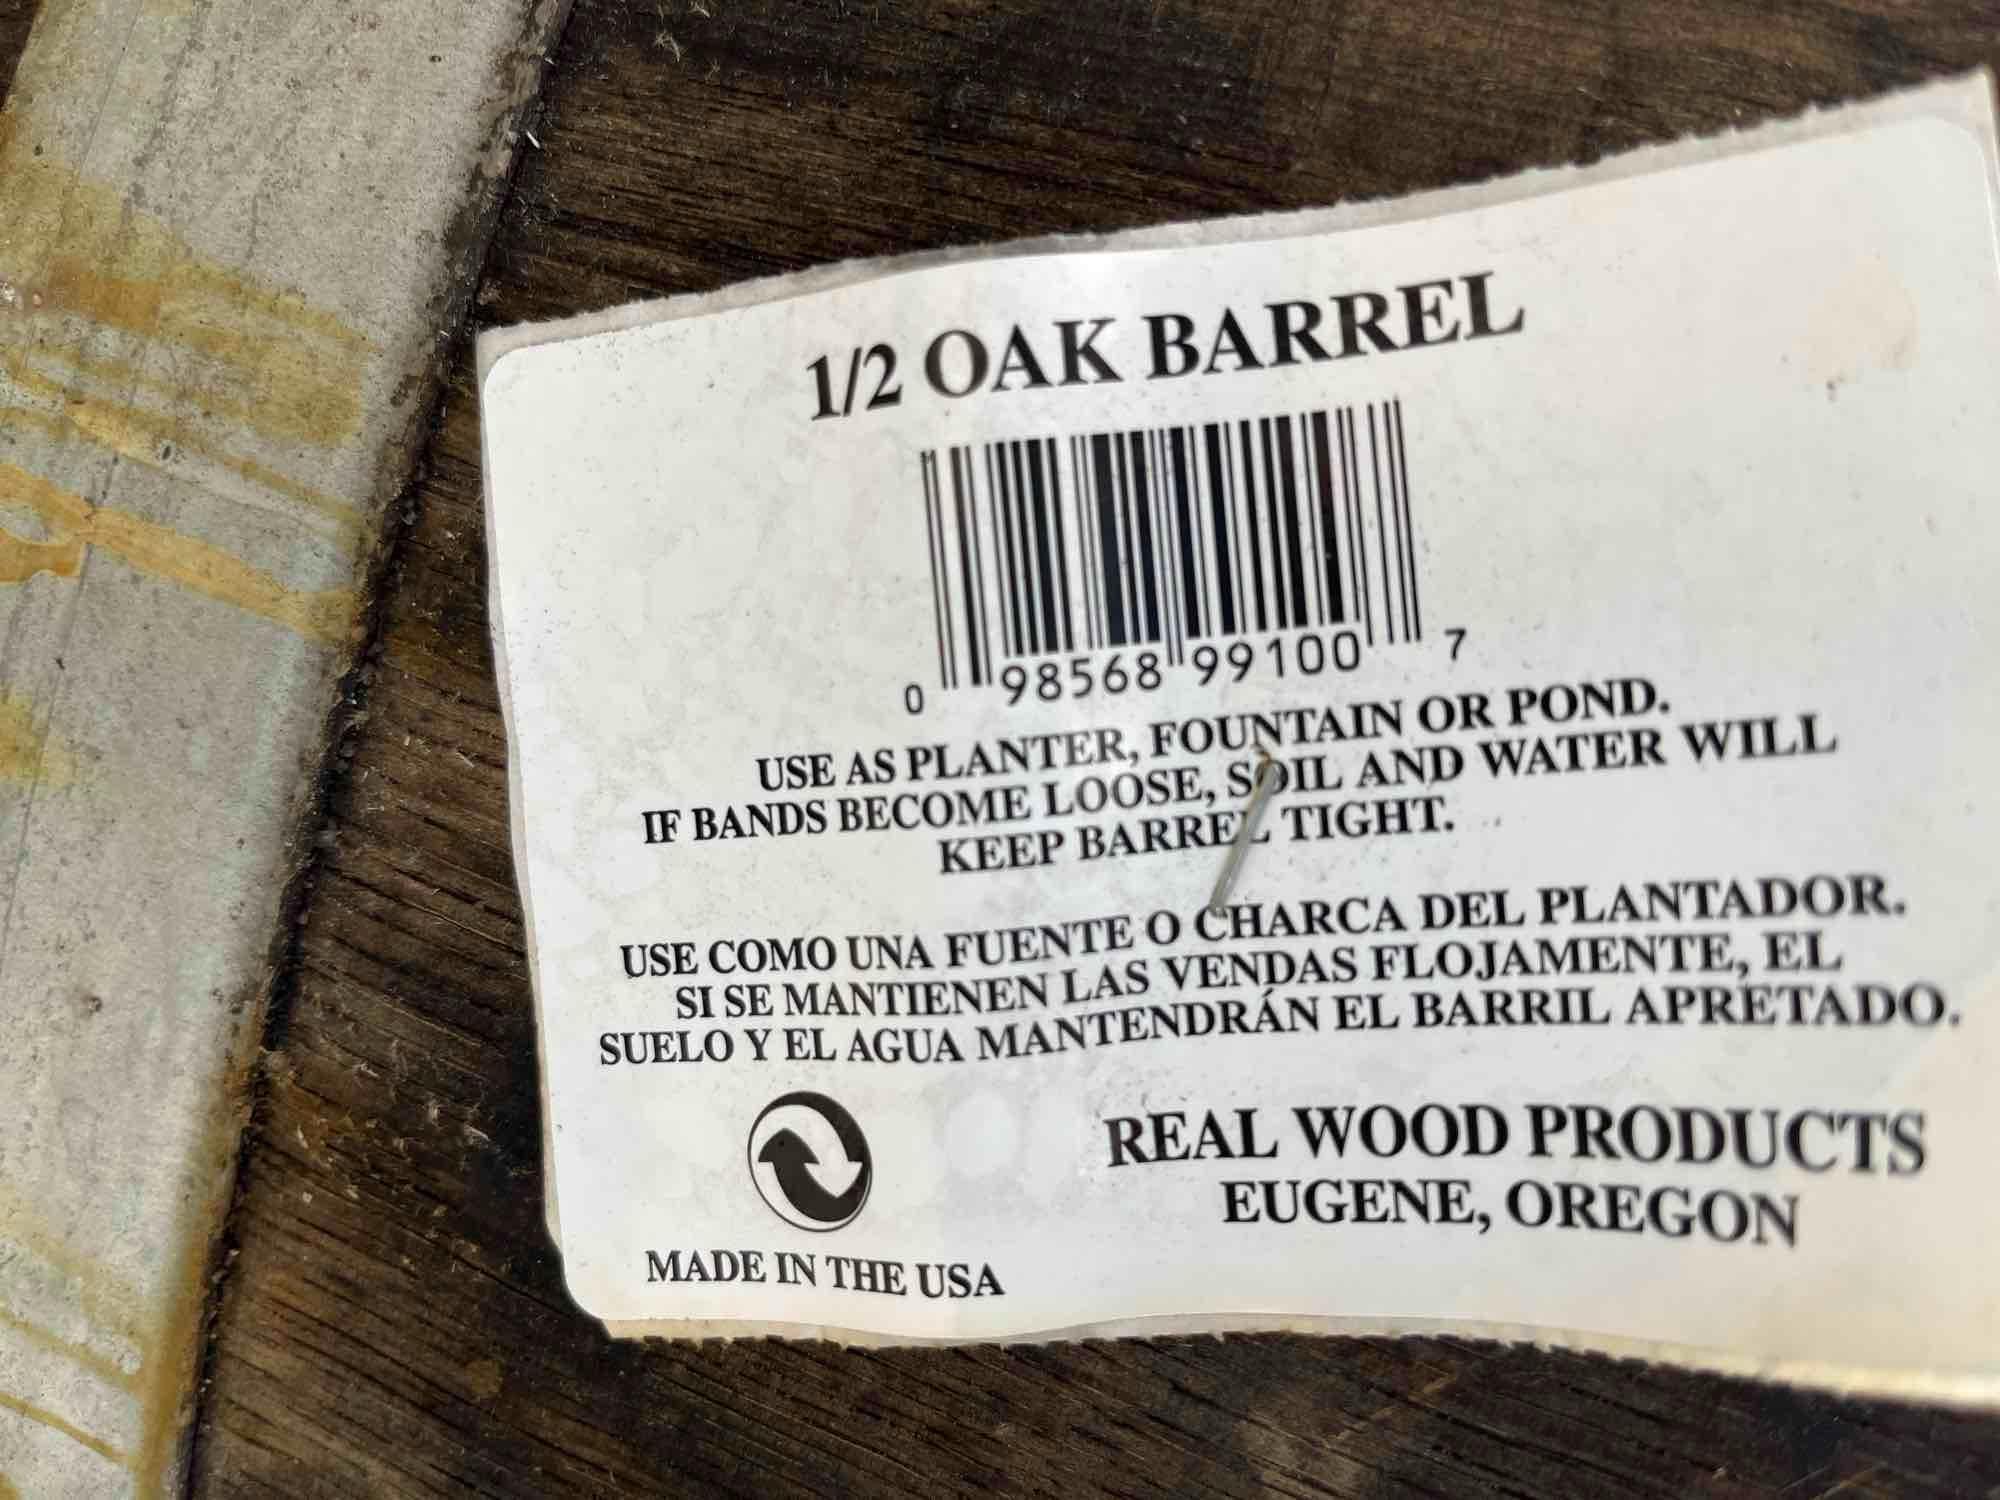 1/2 OAK BARREL
0 98568 99100 7
USE AS PLANTER, FOUNTAIN OR POND.
IF BANDS BECOME LOOSE, SOIL AND WATER WILL
KEEP BARREL TIGHT.
USE COMO UNA FUENTE O CHARCA DEL PLANTADOR.
SI SE MANTIENEN LAS VENDAS FLOJAMENTE, EL
SUELO Y EL AGUA MANTENDRÁN EL BARRIL APRETADO.
REAL WOOD PRODUCTS
EUGENE, OREGON
MADE IN THE USA